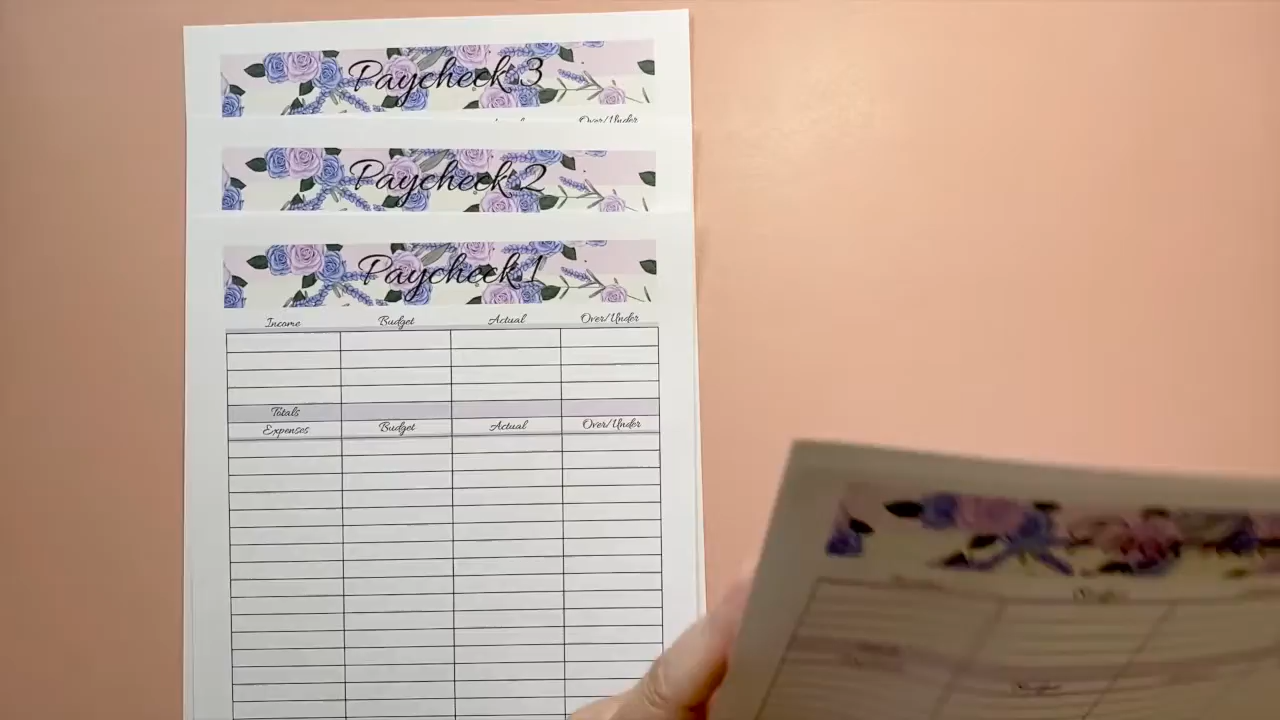 Paycheck 3
Over/Under
Paycheck 2
Paycheck 1
Income Budget Actual Over/Under
Totals
Expenses Budget Actual Over/Under